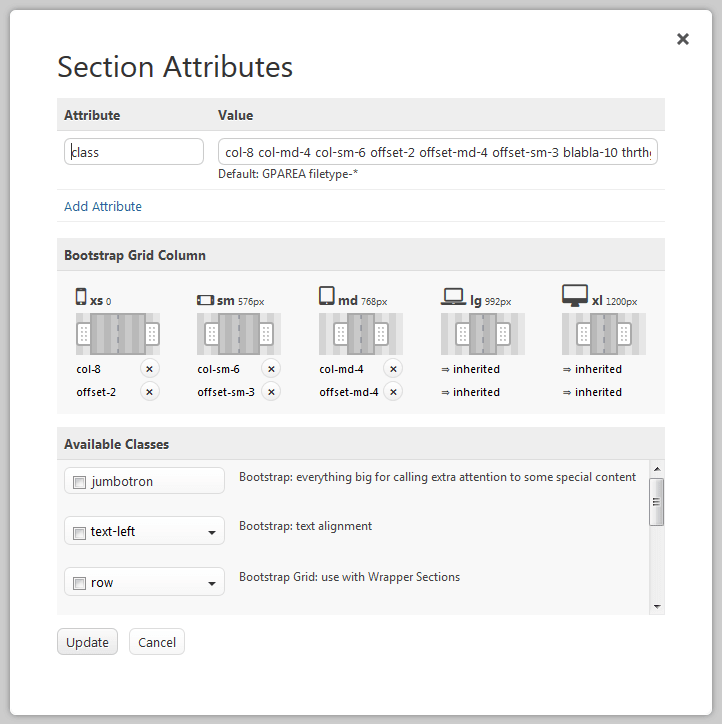 Section Attributes
Attribute Value
class col-8 col-md-4 col-sm-6 offset-2 offset-md-4 offset-sm-3 blabla-10
Default: GPAREA filetype-*
Add Attribute
Bootstrap Grid Column
xs 0 sm 576px md 768px lg 992px xl 1200px
col-8 × col-sm-6 × col-md-4 × ⇒ inherited ⇒ inherited
offset-2 × offset-sm-3 × offset-md-4 × ⇒ inherited ⇒ inherited
Available Classes
jumbotron Bootstrap: everything big for calling extra attention to some special content
text-left Bootstrap: text alignment
row Bootstrap Grid: use with Wrapper Sections
Update Cancel